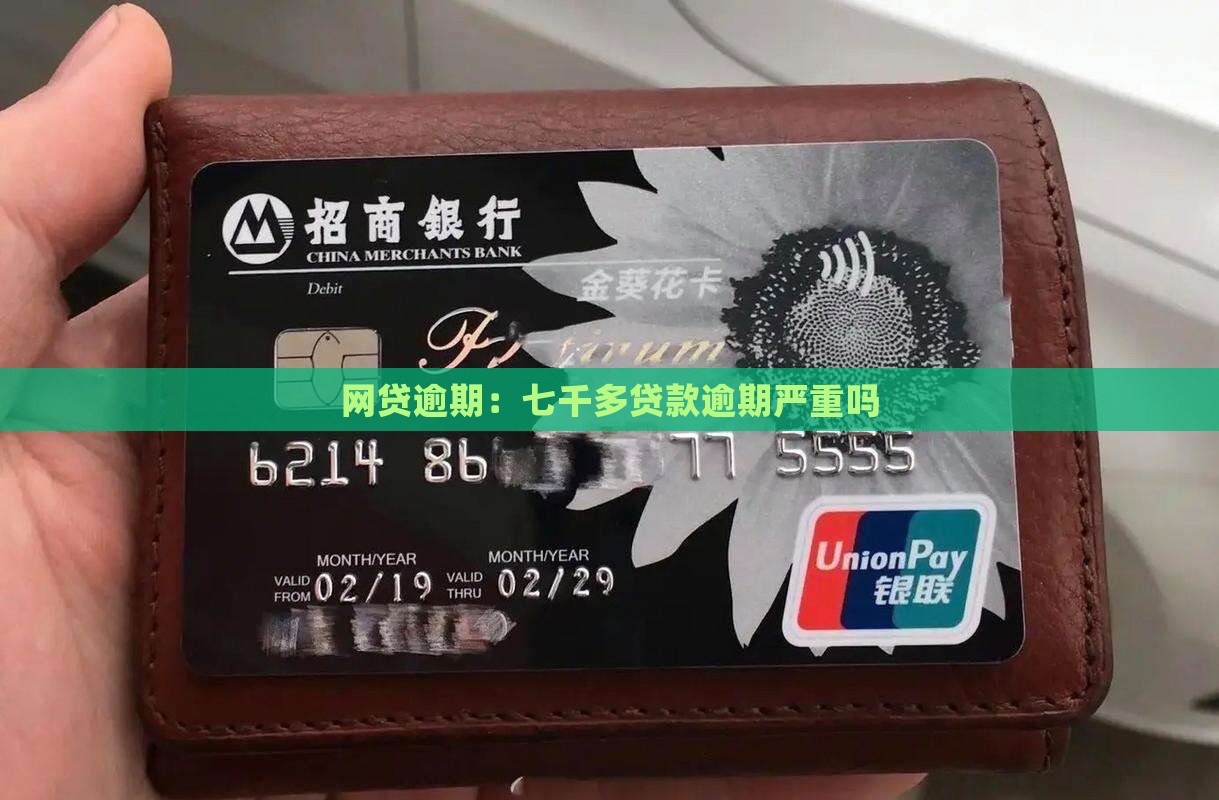 招商銀行
CHINA MERCHANTS BANK
Debit
金葵花卡
网贷逾期：七千多贷款逾期严重吗
6214 86 77 5555
MONTH/YEAR MONTH/YEAR
VALID FROM 02/19 VALID THRU 02/29
UnionPay
银联